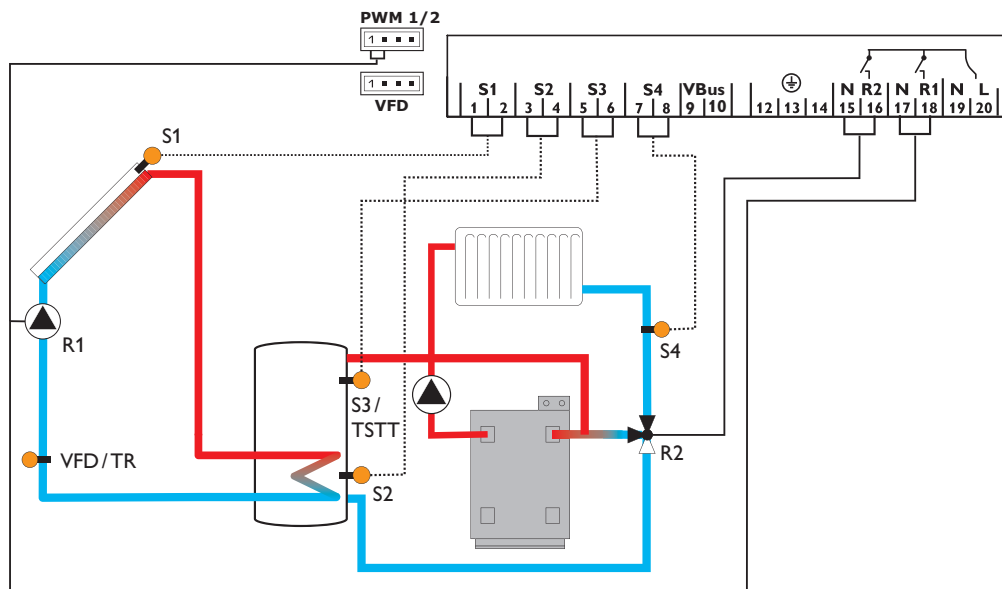 PWM 1/2
1
1
VFD
S1 S2 S3 S4 VBus N R2 N R1 N L
1 2 3 4 5 6 7 8 9 10 12 13 14 15 16 17 18 19 20
S1
R1
S4
S3 /
TSTT
R2
VFD / TR
S2